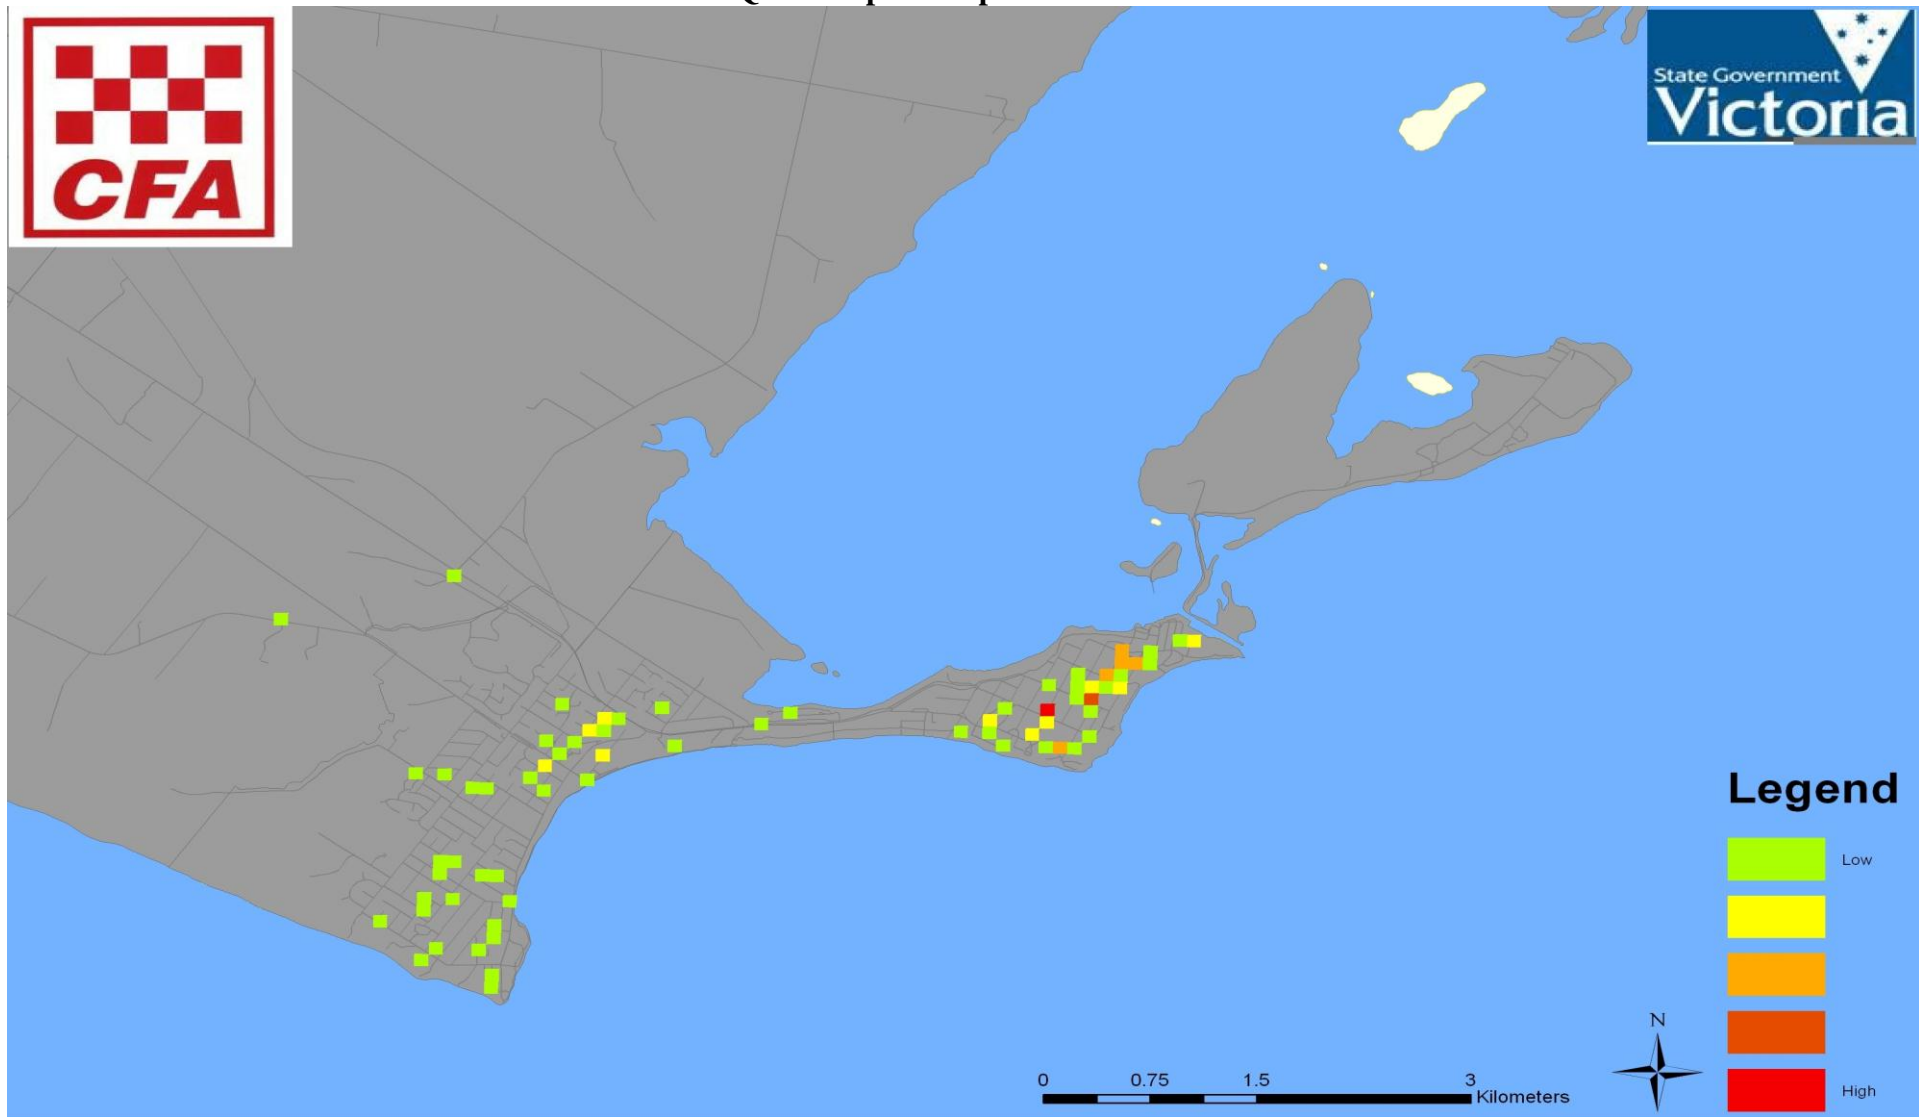 CFA
State Government
Victoria
Legend
Low
High
N
0 0.75 1.5 3
Kilometers